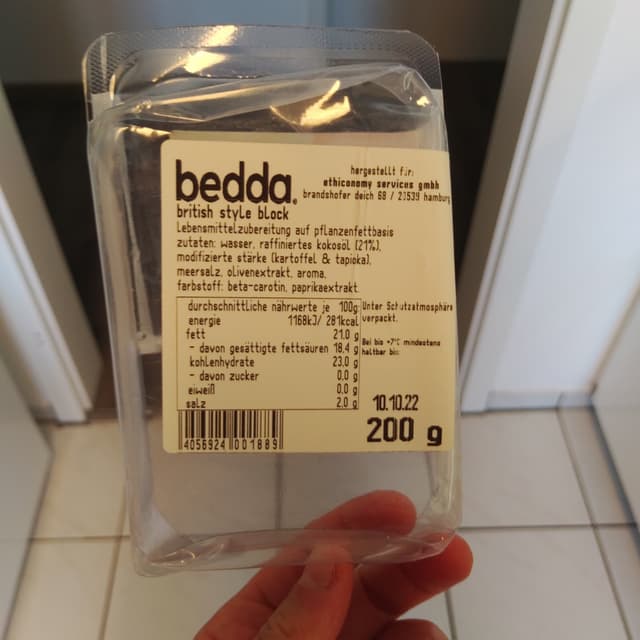 bedda
british style block
hergestellt für:
ethiconomy services gmbh
brandshofer deich 68 / 20539 hamburg
Lebensmittelzubereitung auf pflanzenfettbasis
zutaten: wasser, raffiniertes kokosöl (21%),
modifizierte stärke (kartoffel & tapioka),
meersalz, olivenextrakt, aroma,
farbstoff: beta-carotin, paprikaextrakt
durchschnittliche nährwerte je 100g
energie 1168kJ/ 281kcal
fett 21.0 g
- davon gesättigte fettsäuren 18.4 g
kohlenhydrate 23.0 g
- davon zucker 0.0 g
eiweiß 0.0 g
salz 2.0 g
Unter Schutzatmosphäre
verpackt.
Bei bis +7°C mindestens
haltbar bis:
10.10.22
200 g
4056924 001889